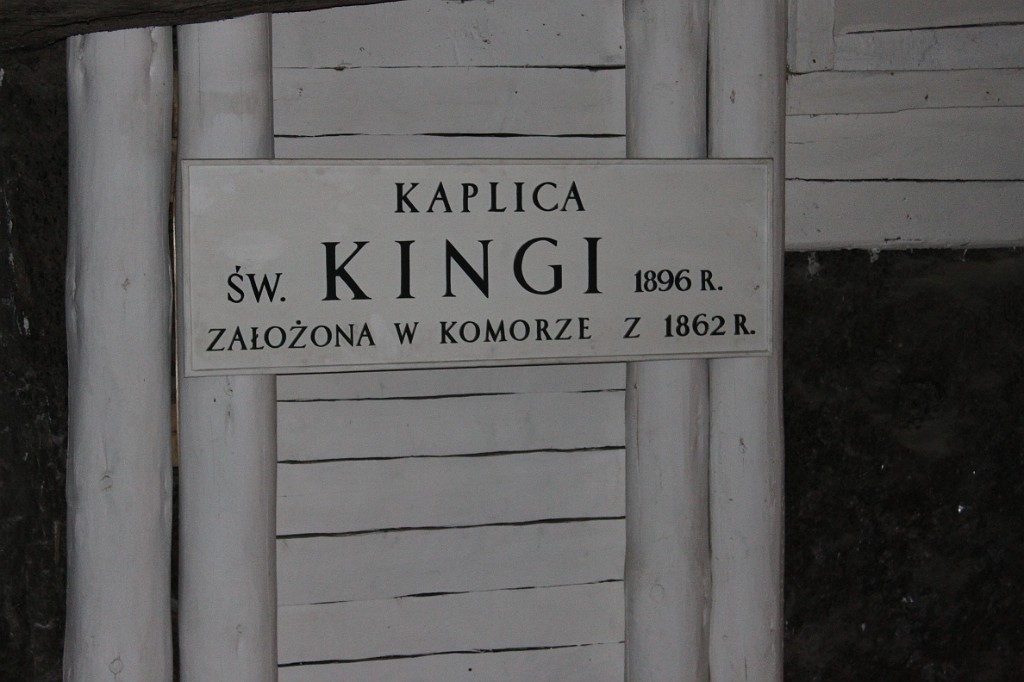 KAPLICA
ŚW. KINGI 1896 R.
ZAŁOŻONA W KOMORZE Z 1862 R.